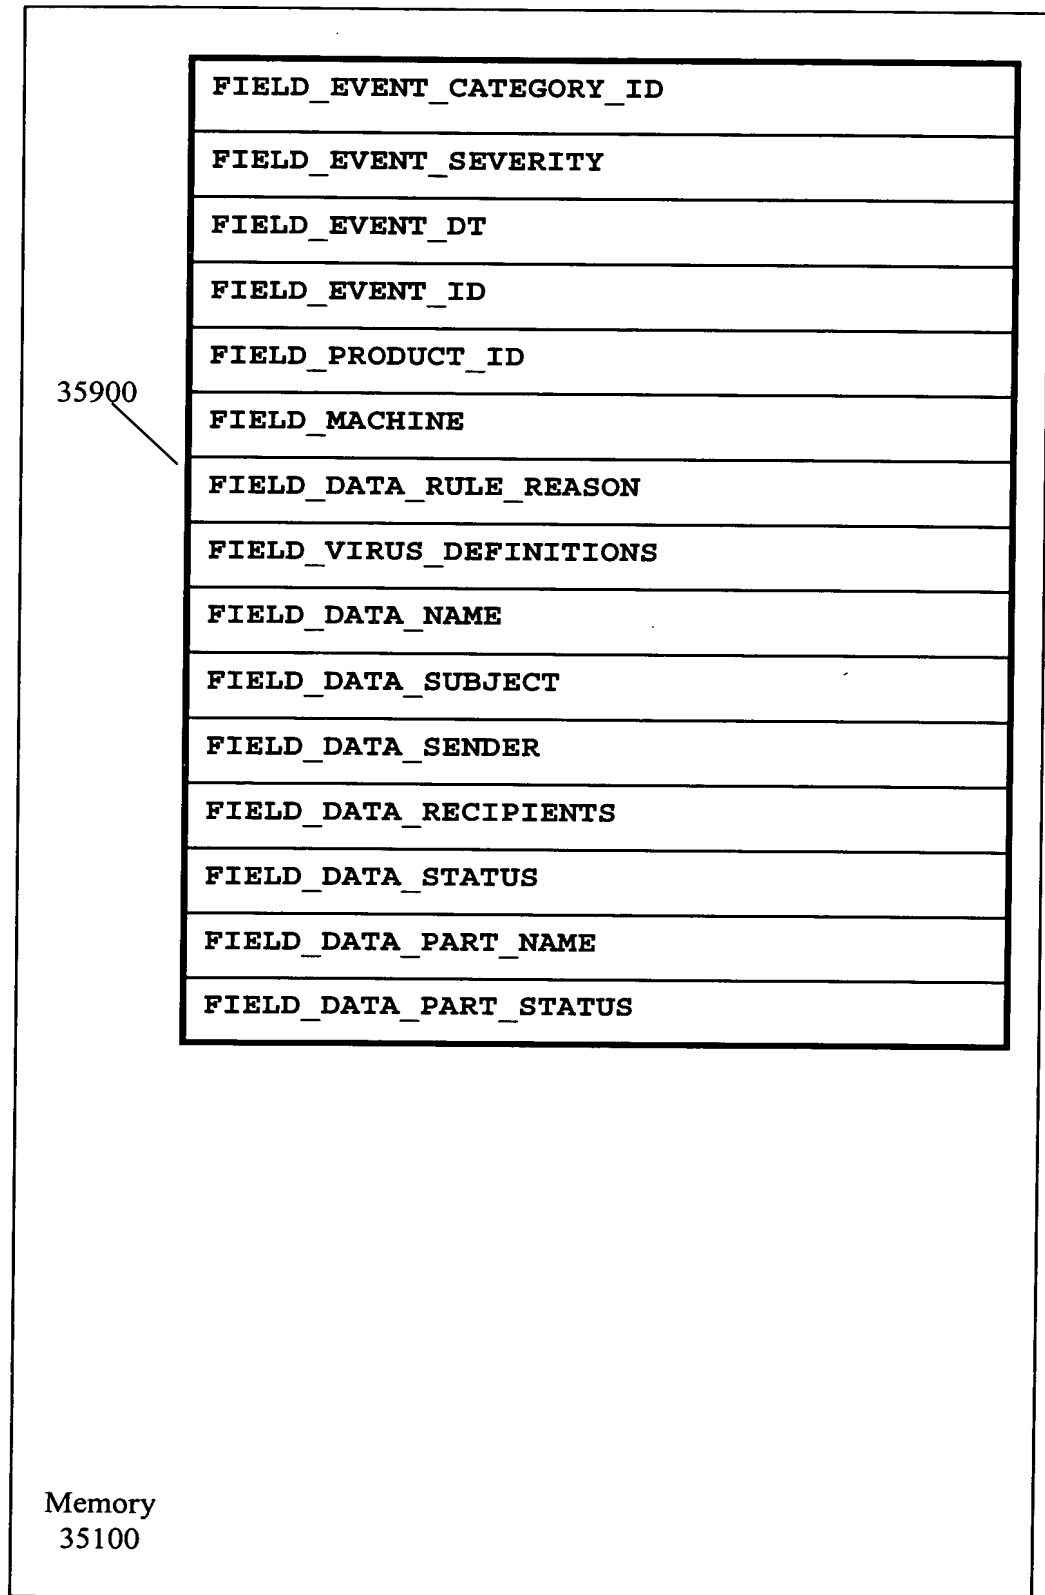 FIELD_EVENT_CATEGORY_ID
FIELD_EVENT_SEVERITY
FIELD_EVENT_DT
FIELD_EVENT_ID
FIELD_PRODUCT_ID
35900
FIELD_MACHINE
FIELD_DATA_RULE_REASON
FIELD_VIRUS_DEFINITIONS
FIELD_DATA_NAME
FIELD_DATA_SUBJECT
FIELD_DATA_SENDER
FIELD_DATA_RECIPIENTS
FIELD_DATA_STATUS
FIELD_DATA_PART_NAME
FIELD_DATA_PART_STATUS
Memory
35100